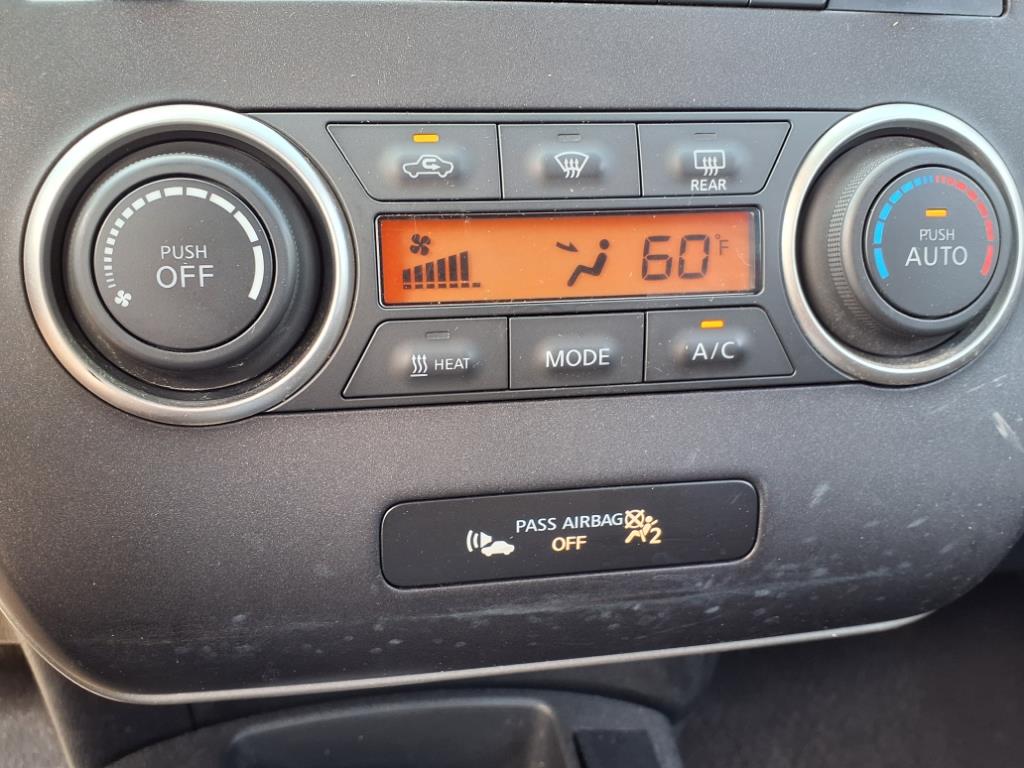 REAR
PUSH
OFF
60°F
PUSH
AUTO
HEAT
MODE
A/C
PASS AIRBAG
OFF
2